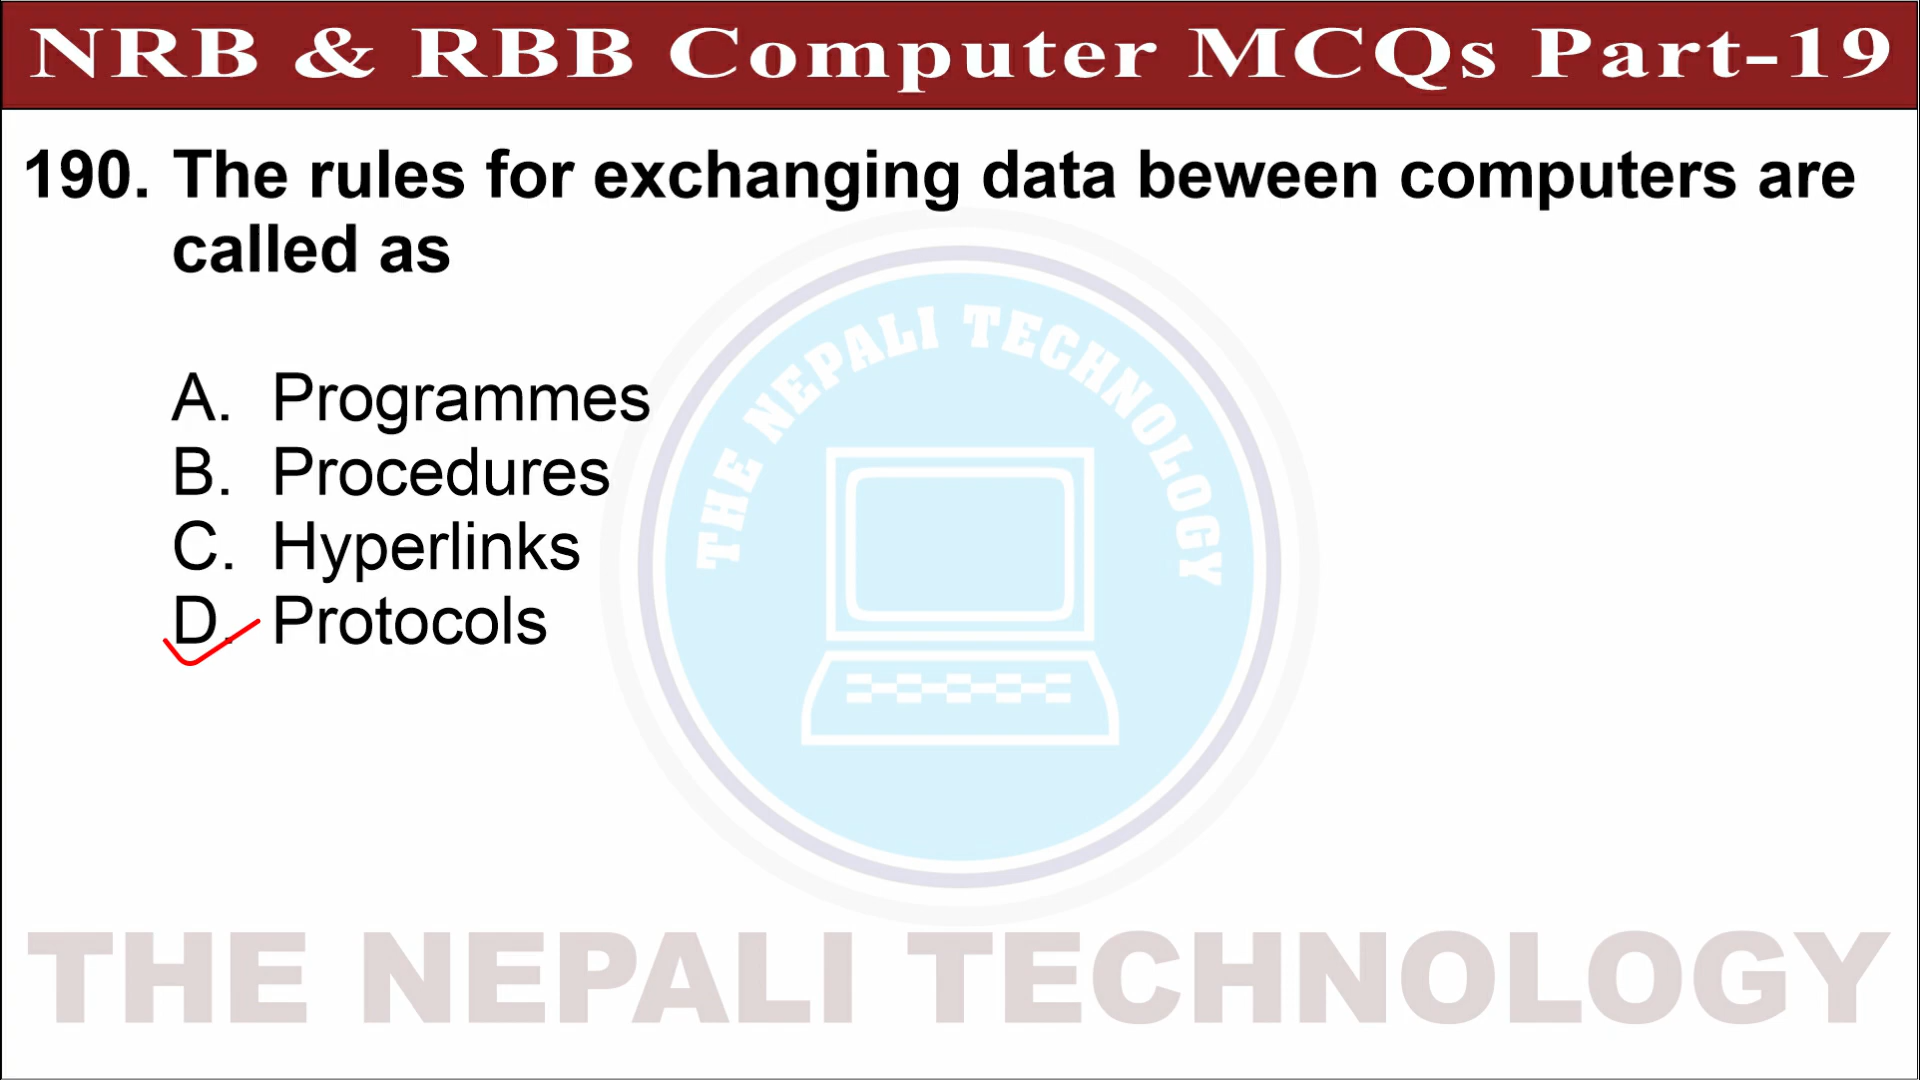 NRB & RBB Computer MCQs Part-19
190. The rules for exchanging data beween computers are
called as
A. Programmes
B. Procedures
C. Hyperlinks
D. Protocols
THE NEPALI TECHNOLOGY
THE NEPALI TECHNOLOGY